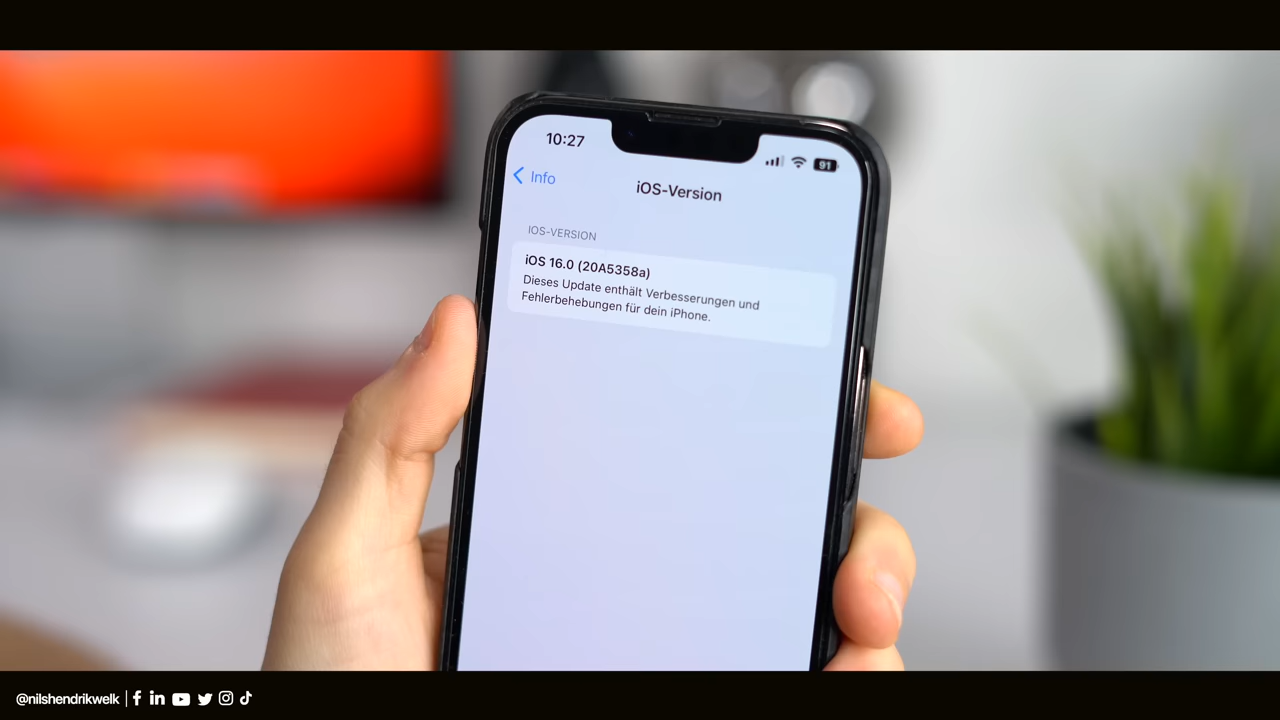 10:27
91
Info
iOS-Version
IOS-VERSION
iOS 16.0 (20A5358a)
Dieses Update enthält Verbesserungen und
Fehlerbehebungen für dein iPhone.
@nilshendrikwelk